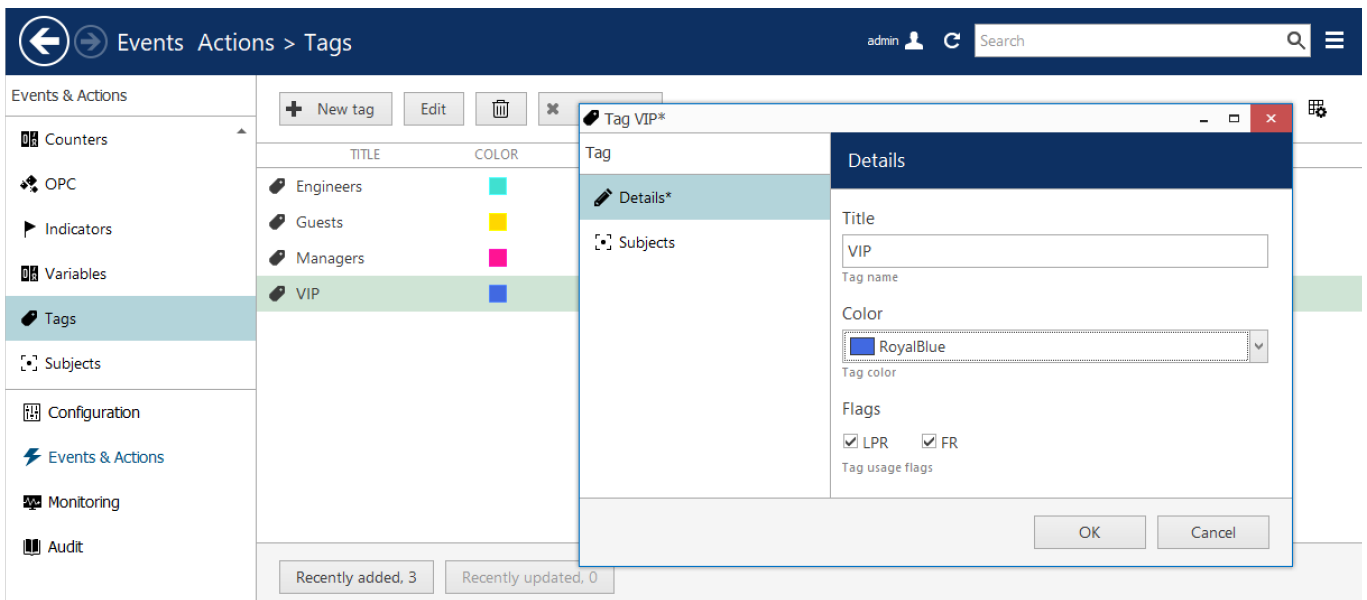 Events Actions > Tags
admin
Search
Events & Actions
Counters
OPC
Indicators
Variables
Tags
Subjects
Configuration
Events & Actions
Monitoring
Audit
New tag
Edit
TITLE COLOR
Engineers
Guests
Managers
VIP
Recently added, 3
Recently updated, 0
Tag VIP*
Tag
Details*
Subjects
Details
Title
VIP
Tag name
Color
RoyalBlue
Tag color
Flags
LPR FR
Tag usage flags
OK Cancel